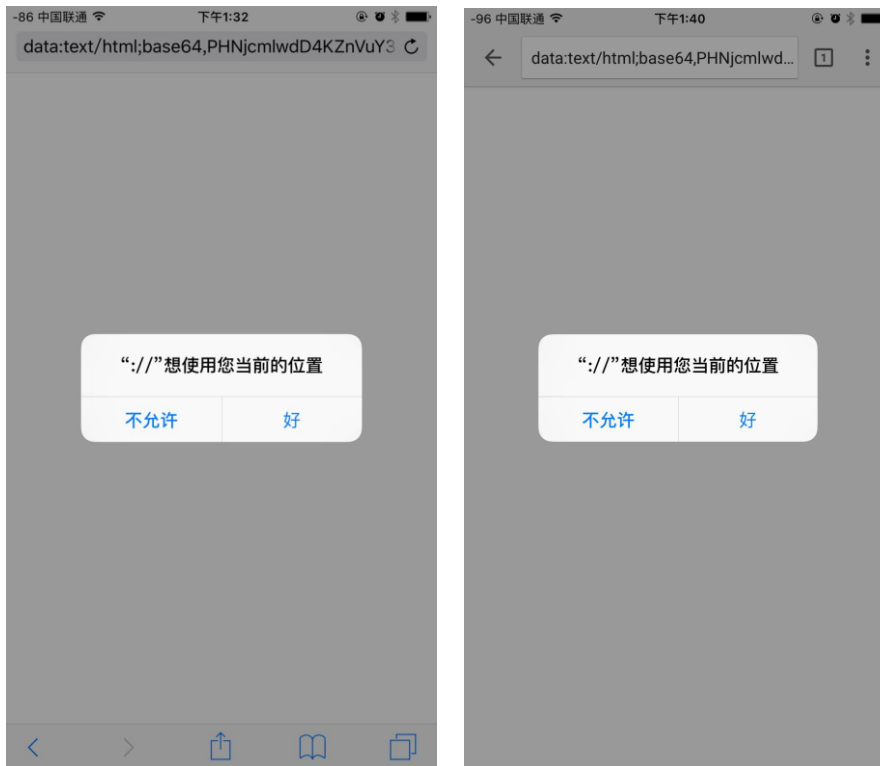 -86 中国联通 下午1:32
data:text/html;base64,PHNjcmlwdD4KZnVuY3
“://”想使用您当前的位置
不允许 好
-96 中国联通 下午1:40
data:text/html;base64,PHNjcmlwd...
1
“://”想使用您当前的位置
不允许 好